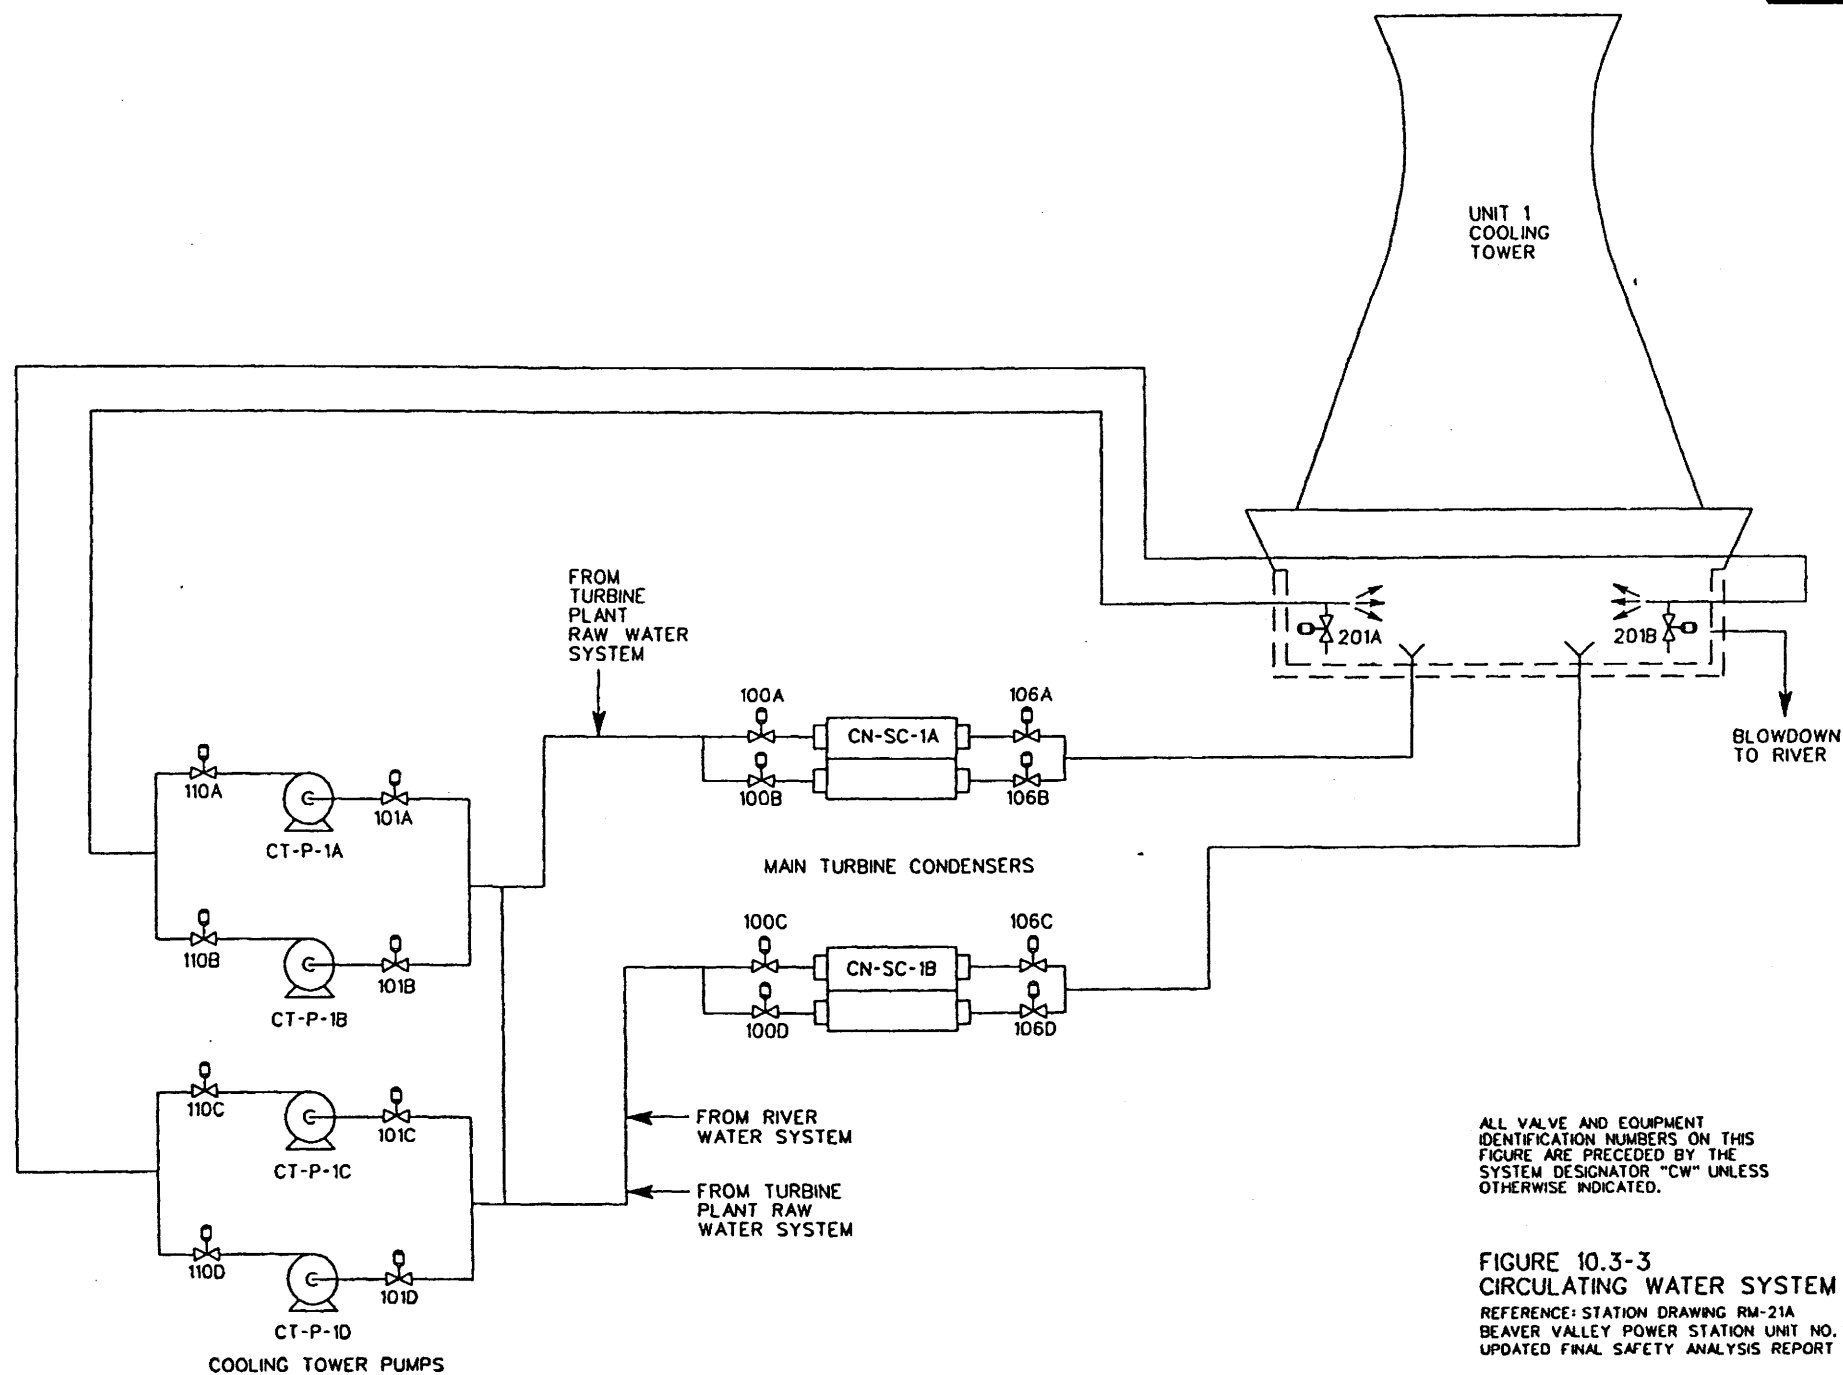 UNIT 1
COOLING
TOWER
FROM
TURBINE
PLANT
RAW WATER
SYSTEM
201A
201B
BLOWDOWN
TO RIVER
100A
106A
CN-SC-1A
100B
106B
110A
101A
CT-P-1A
MAIN TURBINE CONDENSERS
110B
101B
CT-P-1B
100C
106C
CN-SC-1B
100D
106D
110C
101C
CT-P-1C
FROM RIVER
WATER SYSTEM
FROM TURBINE
PLANT RAW
WATER SYSTEM
110D
101D
CT-P-1D
COOLING TOWER PUMPS
C
C
C
C
ALL VALVE AND EQUIPMENT
IDENTIFICATION NUMBERS ON THIS
FIGURE ARE PRECEDED BY THE
SYSTEM DESIGNATOR "CW" UNLESS
OTHERWISE INDICATED.
FIGURE 10.3-3
CIRCULATING WATER SYSTEM
REFERENCE: STATION DRAWING RM-21A
BEAVER VALLEY POWER STATION UNIT NO.
UPDATED FINAL SAFETY ANALYSIS REPORT